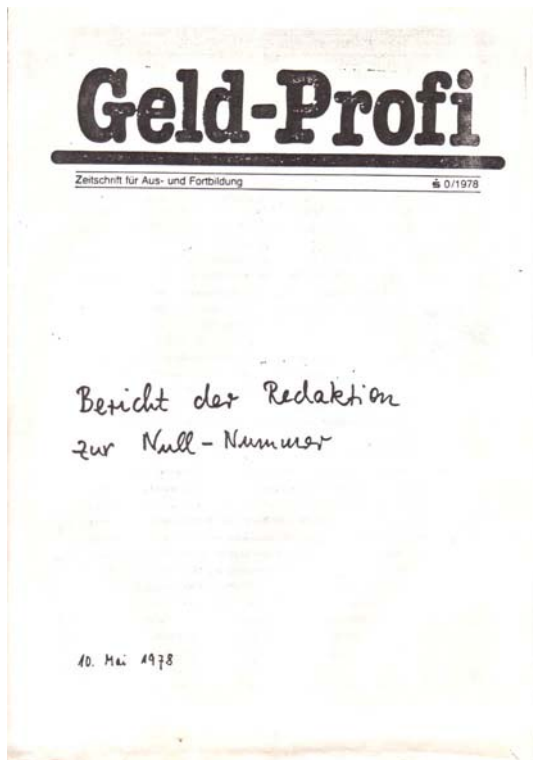 Geld-Profi
Zeitschrift für Aus- und Fortbildung
0/1978
Bericht der Redaktion
zur Null-Nummer
10. Mai 1978